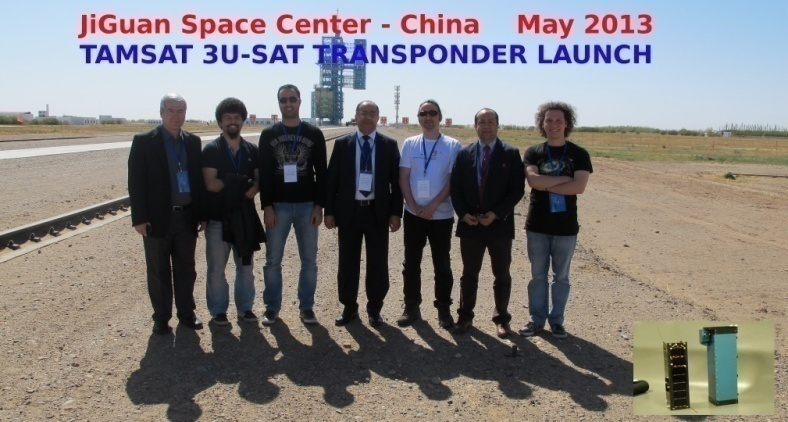 JiGuan Space Center - China May 2013
TAMSAT 3U-SAT TRANSPONDER LAUNCH